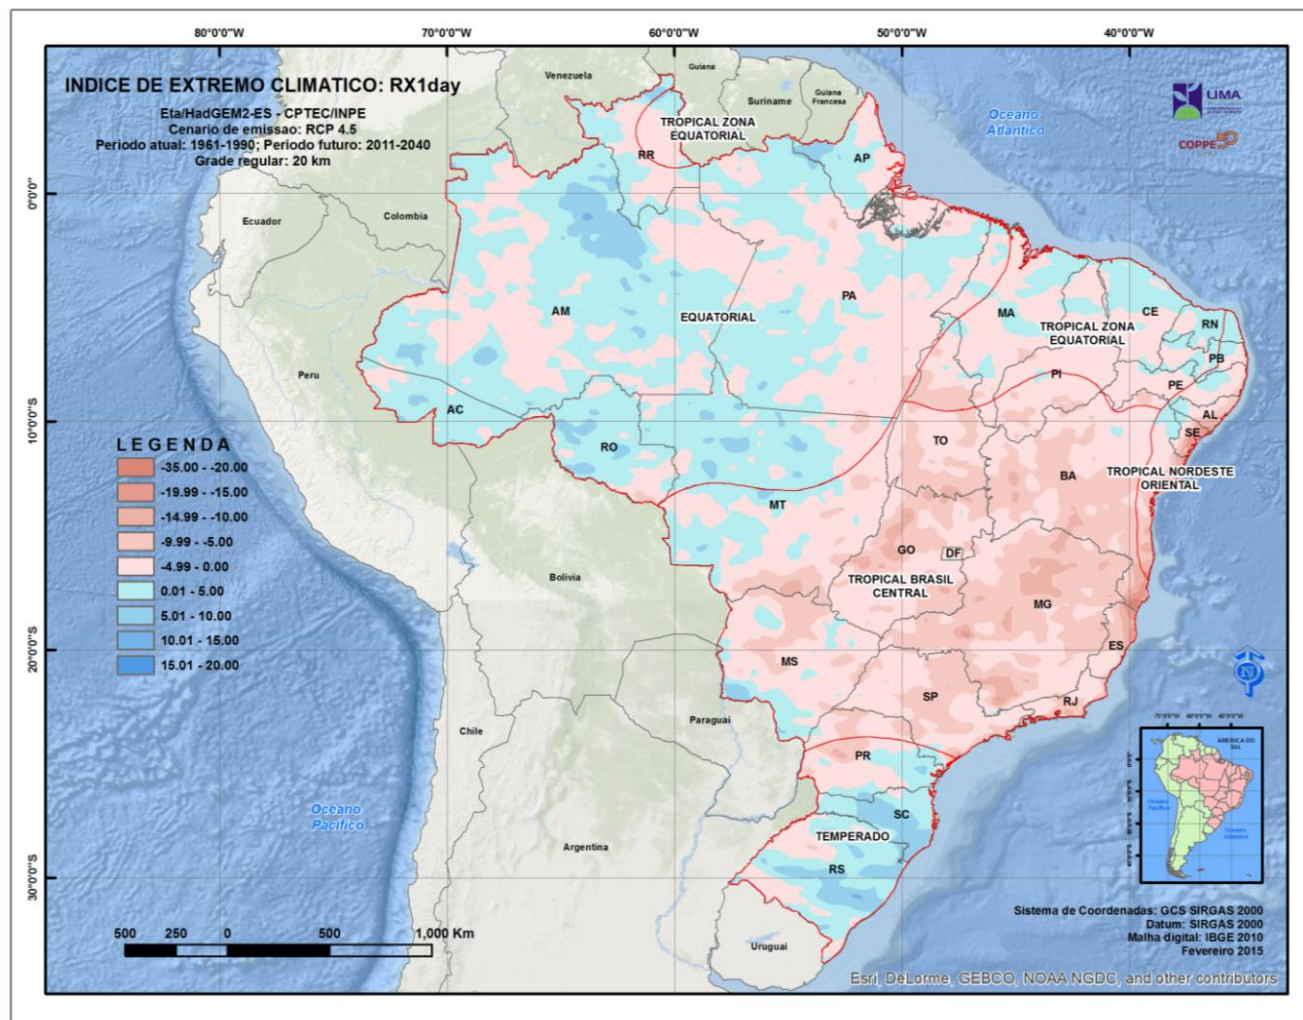 80°0'0"W 70°0'0"W 60°0'0"W 50°0'0"W 40°0'0"W
INDICE DE EXTREMO CLIMATICO: RX1day
Eta/HadGEM2-ES - CPTEC/INPE
Cenario de emissao: RCP 4.5
Periodo atual: 1961-1990; Periodo futuro: 2011-2040
Grade regular: 20 km
Venezuela
Guiana
Suriname
Guiana
Francesa
Oceano
Atlântico
LIMA
COPPE
TROPICAL ZONA
EQUATORIAL
RR
AP
0°0'0"
Ecuador
Colombia
AM
EQUATORIAL
PA
MA
CE
RN
TROPICAL ZONA
EQUATORIAL
PB
Peru
PI
PE
AC
AL
10°0'0"S
RO
TO
SE
BA
TROPICAL NORDESTE
ORIENTAL
MT
LEGENDA
-35.00 - -20.00
-19.99 - -15.00
-14.99 - -10.00
-9.99 - -5.00
-4.99 - 0.00
0.01 - 5.00
5.01 - 10.00
10.01 - 15.00
15.01 - 20.00
GO
DF
Bolivia
TROPICAL BRASIL
CENTRAL
MG
20°0'0"S
ES
MS
SP
RJ
Paraguai
Chile
PR
AMERICA DO
SUL
Oceano
Pacífico
Oceano
Atlântico
Oceano
Pacífico
SC
TEMPERADO
Argentina
RS
30°0'0"S
Uruguai
500 250 0 500 1,000 Km
Sistema de Coordenadas: GCS SIRGAS 2000
Datum: SIRGAS 2000
Malha digital: IBGE 2010
Fevereiro 2015
Esri, DeLorme, GEBCO, NOAA NGDC, and other contributors